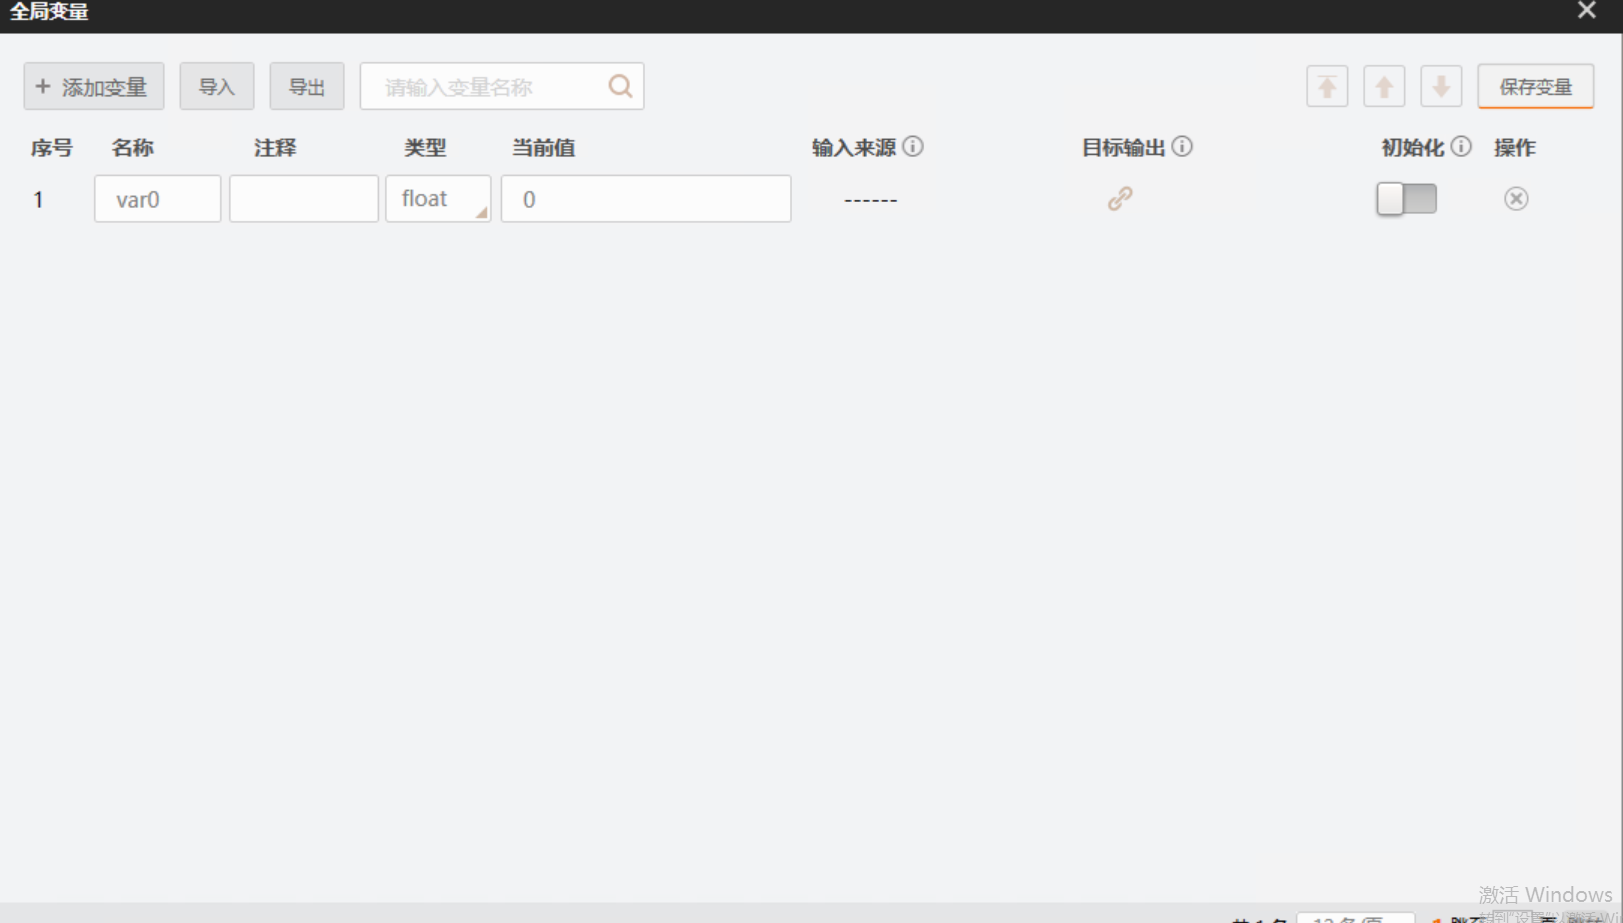 全局变量
添加变量 导入 导出 请输入变量名称 保存变量
序号 名称 注释 类型 当前值 输入来源 目标输出 初始化 操作
1 var0 float 0 ------
激活 Windows